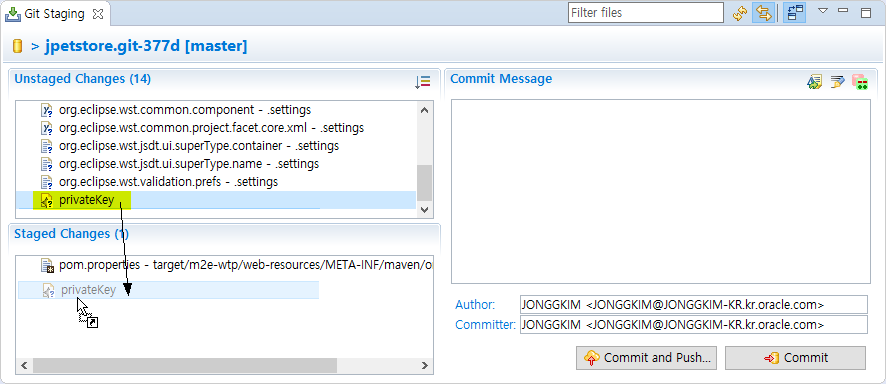 Git Staging
Filter files
> jpetstore.git-377d [master]
Unstaged Changes (14)
org.eclipse.wst.common.component - .settings
org.eclipse.wst.common.project.facet.core.xml - .settings
org.eclipse.wst.jsdt.ui.superType.container - .settings
org.eclipse.wst.jsdt.ui.superType.name - .settings
org.eclipse.wst.validation.prefs - .settings
privateKey
Staged Changes (1)
pom.properties - target/m2e-wtp/web-resources/META-INF/maven/or
privateKey
Commit Message
Author: JONGGKIM <JONGGKIM@JONGGKIM-KR.kr.oracle.com>
Committer: JONGGKIM <JONGGKIM@JONGGKIM-KR.kr.oracle.com>
Commit and Push...
Commit